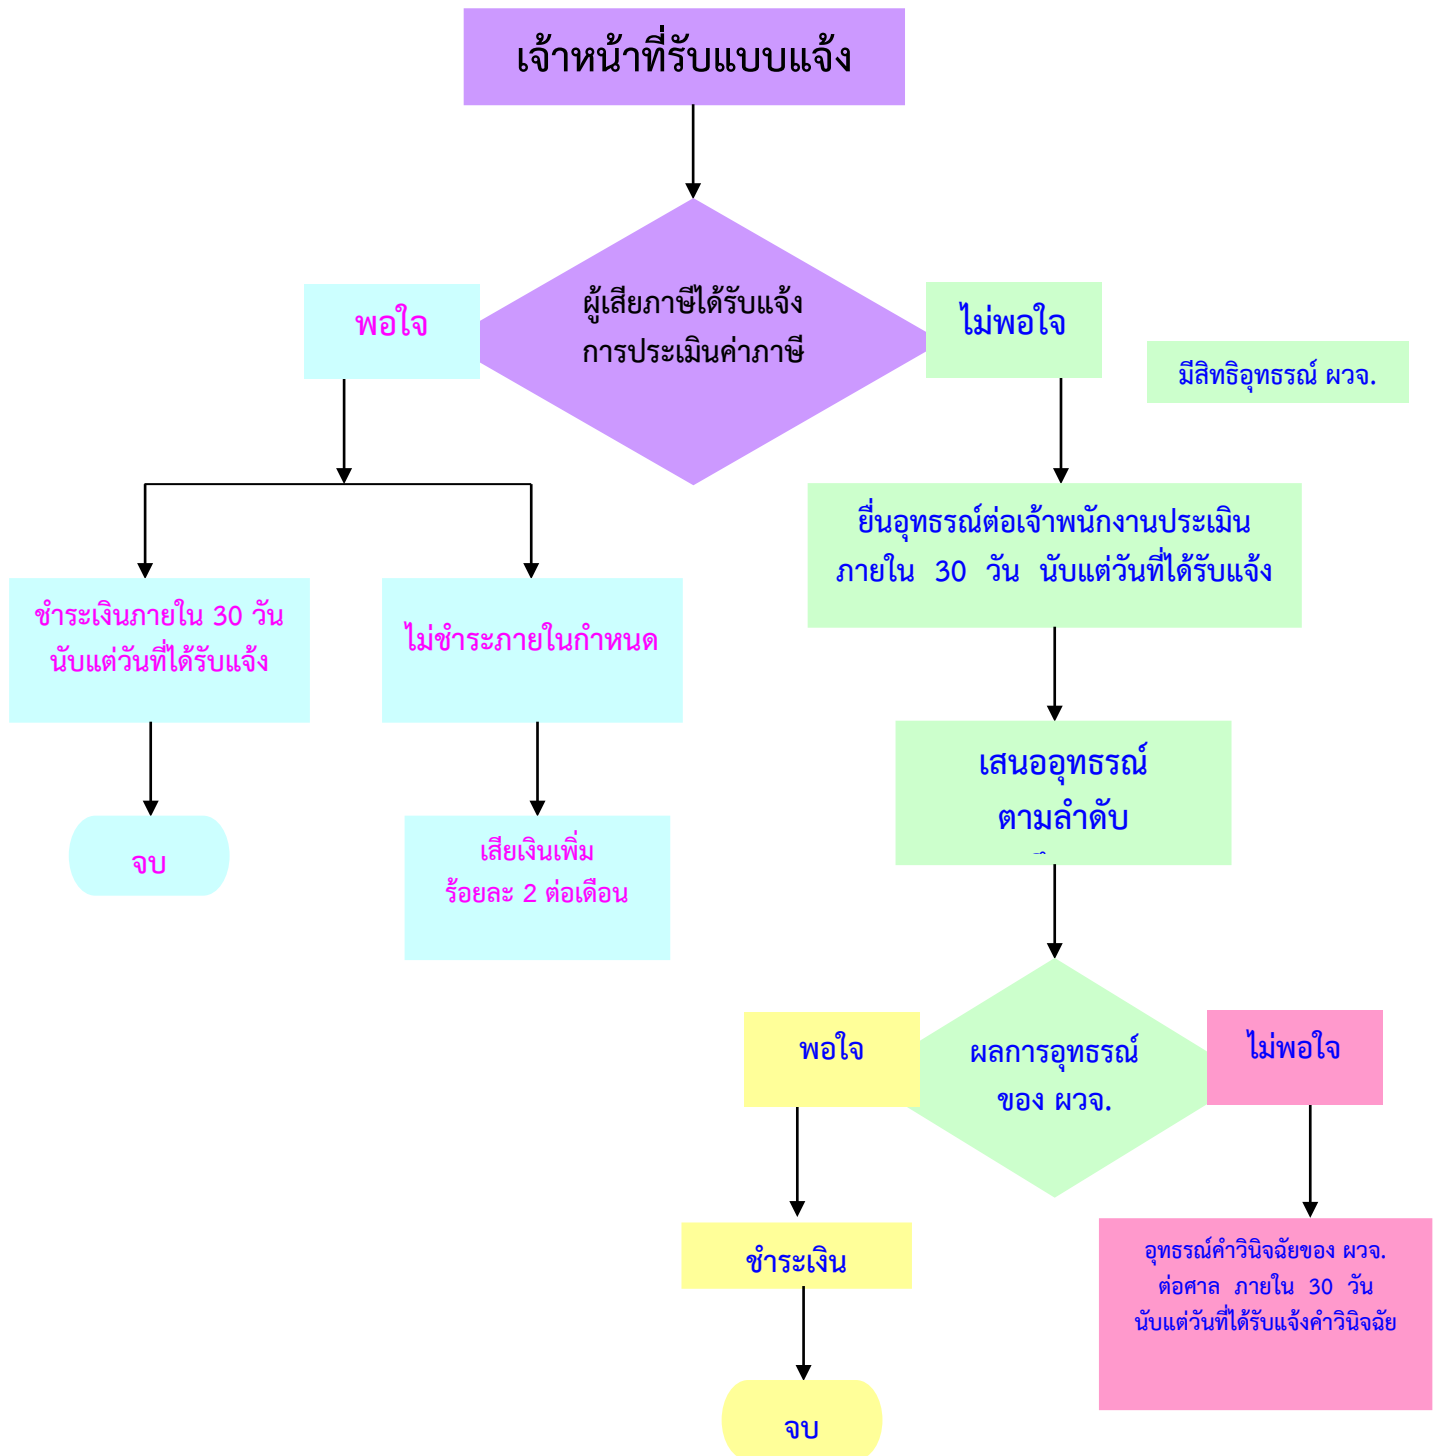 เจ้าหน้าที่รับแบบแจ้ง
ผู้เสียภาษีได้รับแจ้ง
การประเมินค่าภาษี
พอใจ
ไม่พอใจ
มีสิทธิอุทธรณ์ ผวจ.
ชำระเงินภายใน 30 วัน
นับแต่วันที่ได้รับแจ้ง
ไม่ชำระภายในกำหนด
ยื่นอุทธรณ์ต่อเจ้าพนักงานประเมิน
ภายใน 30 วัน นับแต่วันที่ได้รับแจ้ง
จบ
เสียเงินเพิ่ม
ร้อยละ 2 ต่อเดือน
เสนออุทธรณ์
ตามลำดับ
พอใจ
ผลการอุทธรณ์
ของ ผวจ.
ไม่พอใจ
ชำระเงิน
จบ
อุทธรณ์คำวินิจฉัยของ ผวจ.
ต่อศาล ภายใน 30 วัน
นับแต่วันที่ได้รับแจ้งคำวินิจฉัย